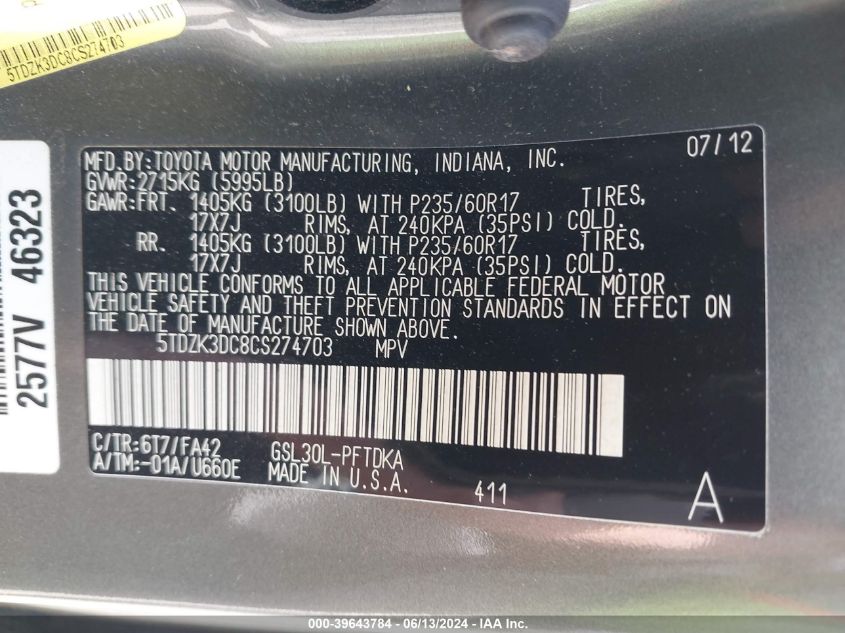 5TDZK3DC8CS274703
2577V 46323
MFD.BY:TOYOTA MOTOR MANUFACTURING, INDIANA, INC. 07/12
GVWR:2715KG (5995LB)
GAWR:FRT. 1405KG (3100LB) WITH P235/60R17 TIRES,
17X7J RIMS, AT 240KPA (35PSI) COLD.
RR. 1405KG (3100LB) WITH P235/60R17 TIRES,
17X7J RIMS, AT 240KPA (35PSI) COLD.
THIS VEHICLE CONFORMS TO ALL APPLICABLE FEDERAL MOTOR
VEHICLE SAFETY AND THEFT PREVENTION STANDARDS IN EFFECT ON
THE DATE OF MANUFACTURE SHOWN ABOVE.
5TDZK3DC8CS274703 MPV
C/TR:6T7/FA42 GSL30L-PFTDKA
A/TM:-01A/U660E MADE IN U.S.A. 411 A
000-39643784 - 06/13/2024 - IAA Inc.